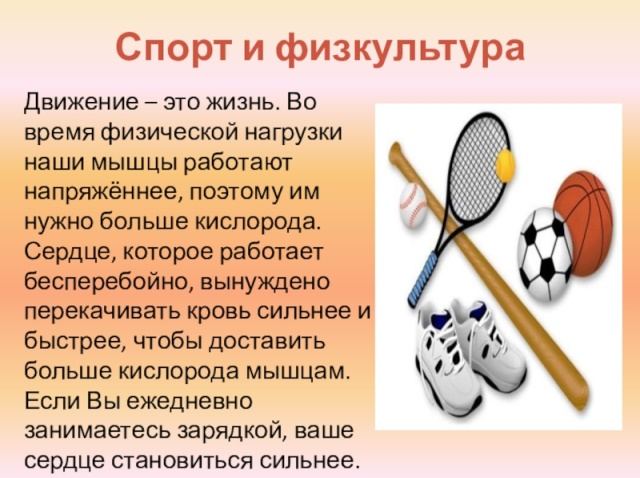 Спорт и физкультура
Движение – это жизнь. Во
время физической нагрузки
наши мышцы работают
напряжённее, поэтому им
нужно больше кислорода.
Сердце, которое работает
бесперебойно, вынуждено
перекачивать кровь сильнее и
быстрее, чтобы доставить
больше кислорода мышцам.
Если Вы ежедневно
занимаетесь зарядкой, ваше
сердце становиться сильнее.